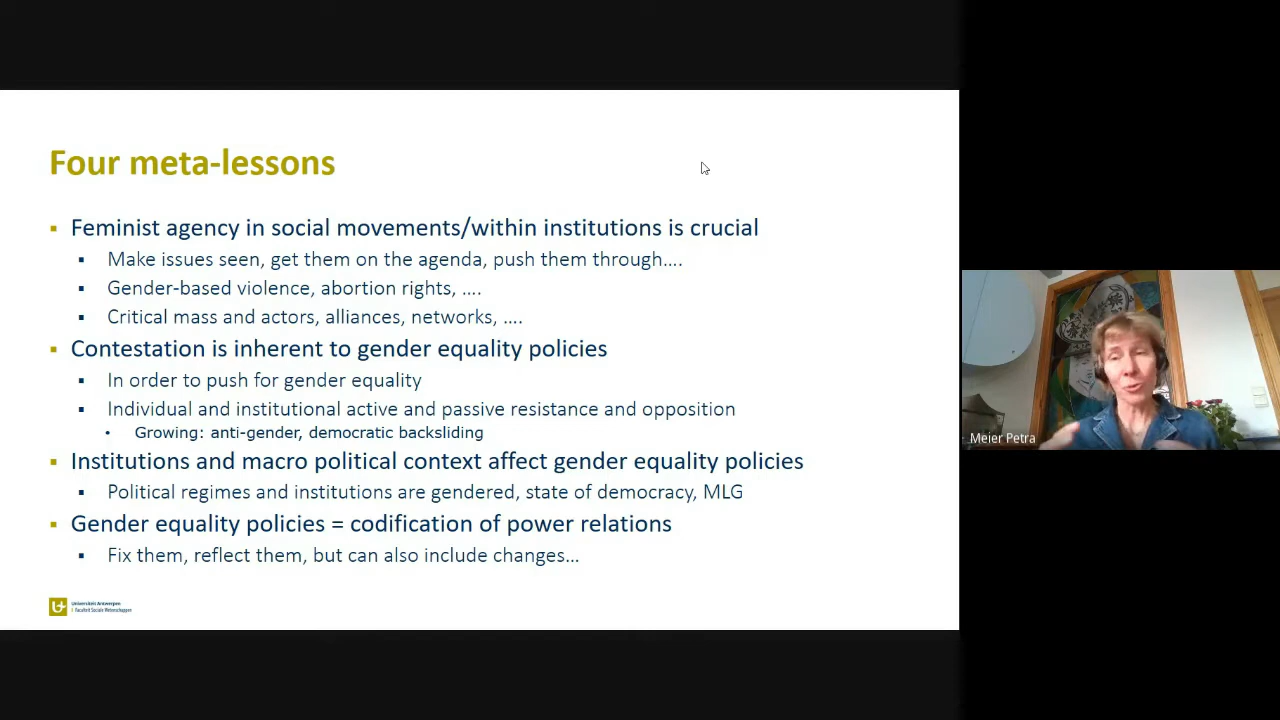 Four meta-lessons
Feminist agency in social movements/within institutions is crucial
Make issues seen, get them on the agenda, push them through....
Gender-based violence, abortion rights, ....
Critical mass and actors, alliances, networks, ....
Contestation is inherent to gender equality policies
In order to push for gender equality
Individual and institutional active and passive resistance and opposition
Growing: anti-gender, democratic backsliding
Institutions and macro political context affect gender equality policies
Political regimes and institutions are gendered, state of democracy, MLG
Gender equality policies = codification of power relations
Fix them, reflect them, but can also include changes...
Universiteit Antwerpen
Faculteit Sociale Wetenschappen
Meier Petra